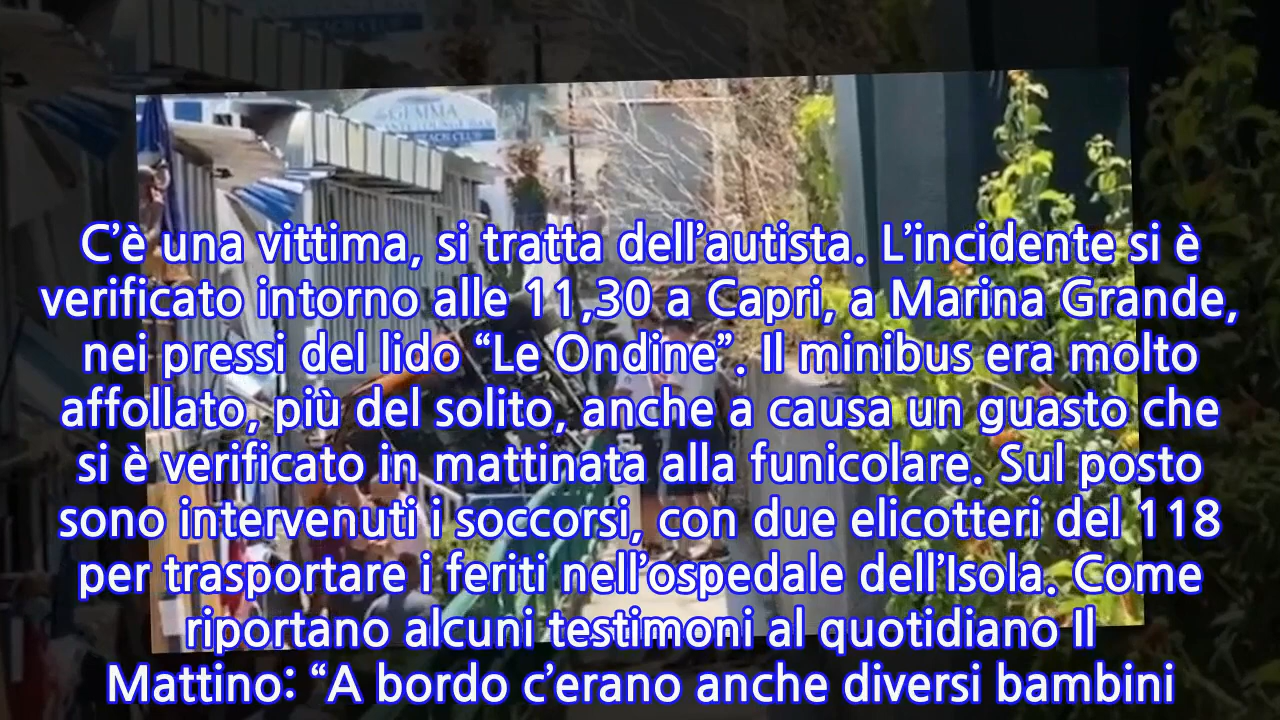 GEMMA
BEACH CLUB
C’è una vittima, si tratta dell’autista. L’incidente si è
verificato intorno alle 11,30 a Capri, a Marina Grande,
nei pressi del lido “Le Ondine”. Il minibus era molto
affollato, più del solito, anche a causa un guasto che
si è verificato in mattinata alla funicolare. Sul posto
sono intervenuti i soccorsi, con due elicotteri del 118
per trasportare i feriti nell’ospedale dell’Isola. Come
riportano alcuni testimoni al quotidiano Il
Mattino: “A bordo c’erano anche diversi bambini